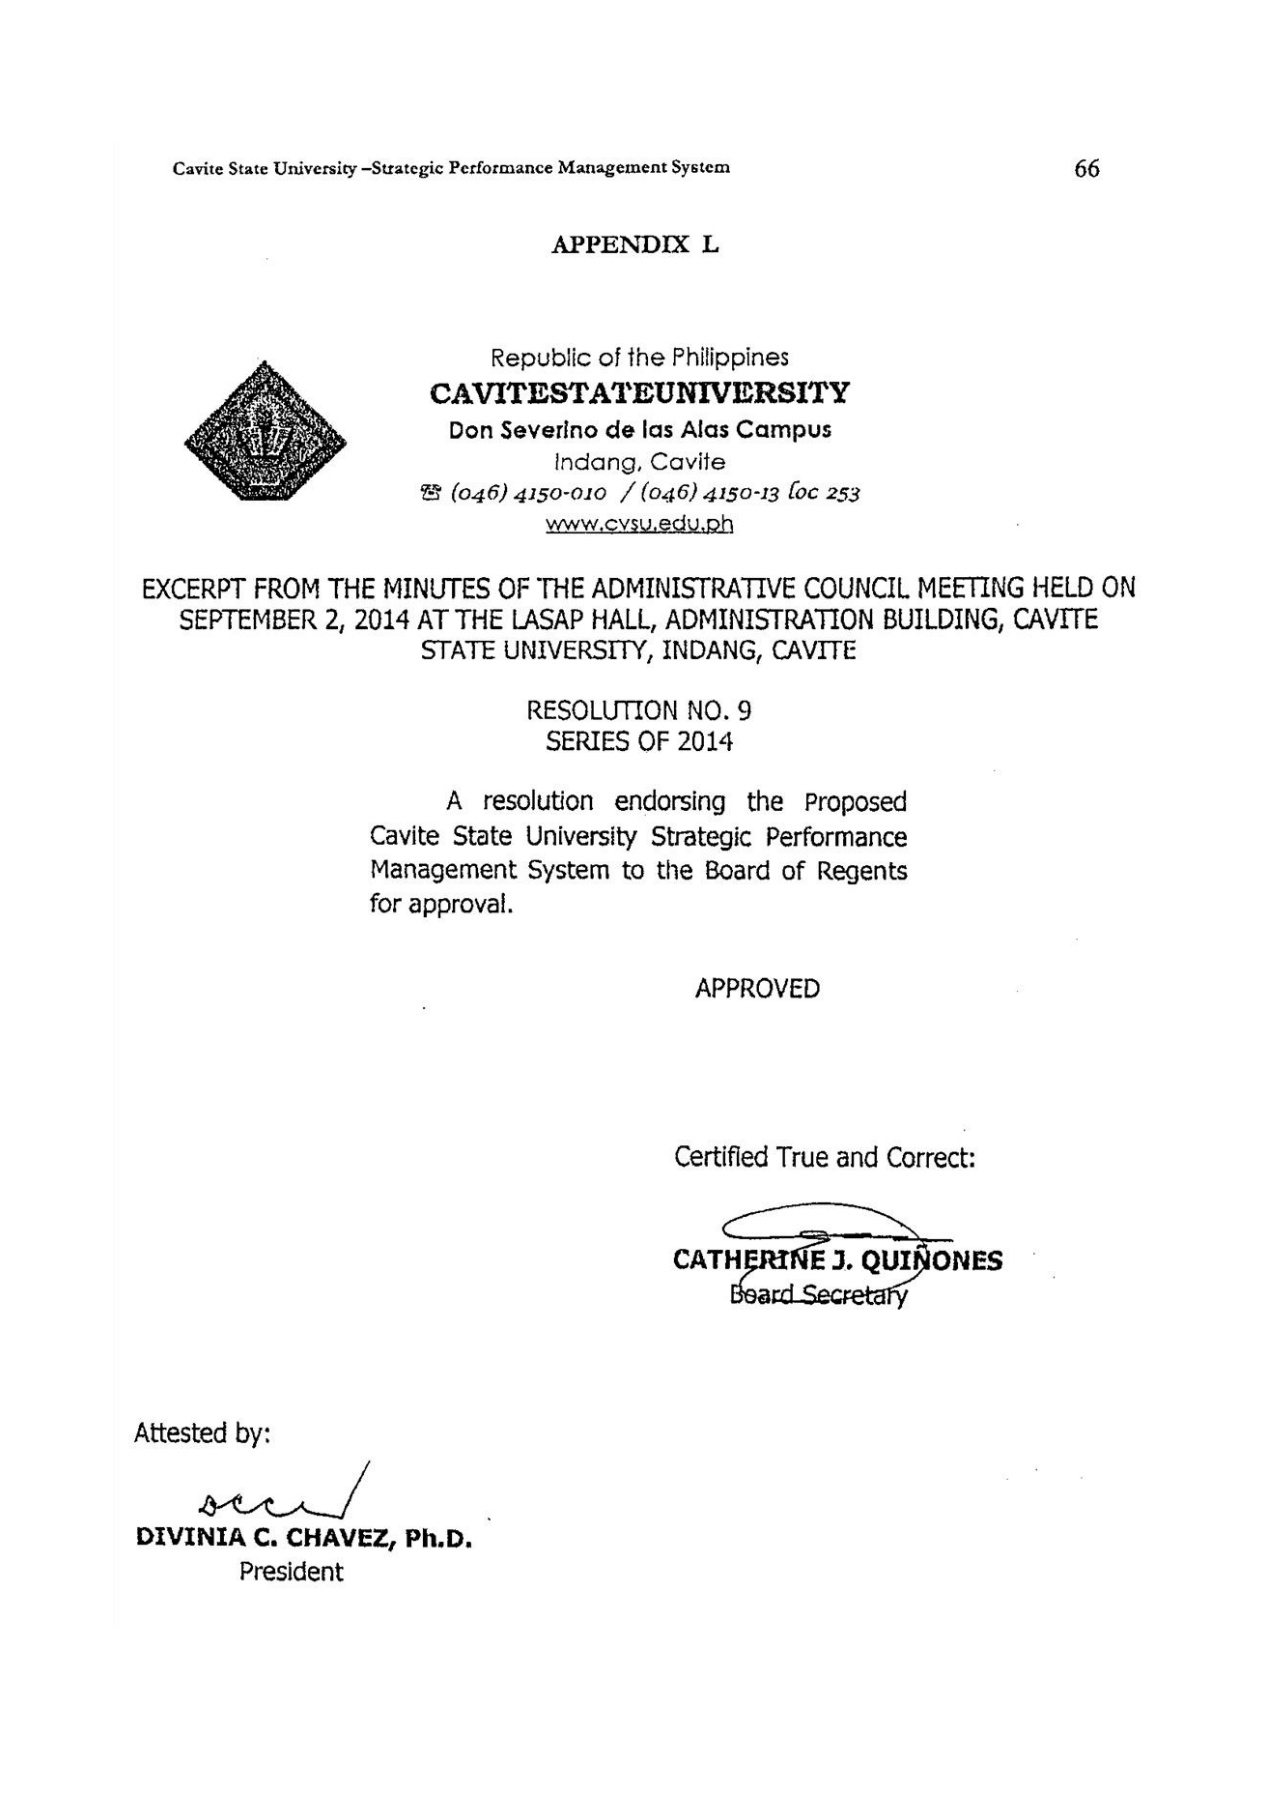 Cavite State University –Strategic Performance Management System 66
APPENDIX L
Republic of the Philippines
CAVITESTATEUNIVERSITY
Don Severino de las Alas Campus
Indang, Cavite
☎ (046) 4150-010 / (046) 4150-13 loc 253
www.cvsu.edu.ph
EXCERPT FROM THE MINUTES OF THE ADMINISTRATIVE COUNCIL MEETING HELD ON
SEPTEMBER 2, 2014 AT THE LASAP HALL, ADMINISTRATION BUILDING, CAVITE
STATE UNIVERSITY, INDANG, CAVITE
RESOLUTION NO. 9
SERIES OF 2014
A resolution endorsing the Proposed
Cavite State University Strategic Performance
Management System to the Board of Regents
for approval.
APPROVED
Certified True and Correct:
CATHERINE J. QUIÑONES
Board Secretary
Attested by:
DIVINIA C. CHAVEZ, Ph.D.
President